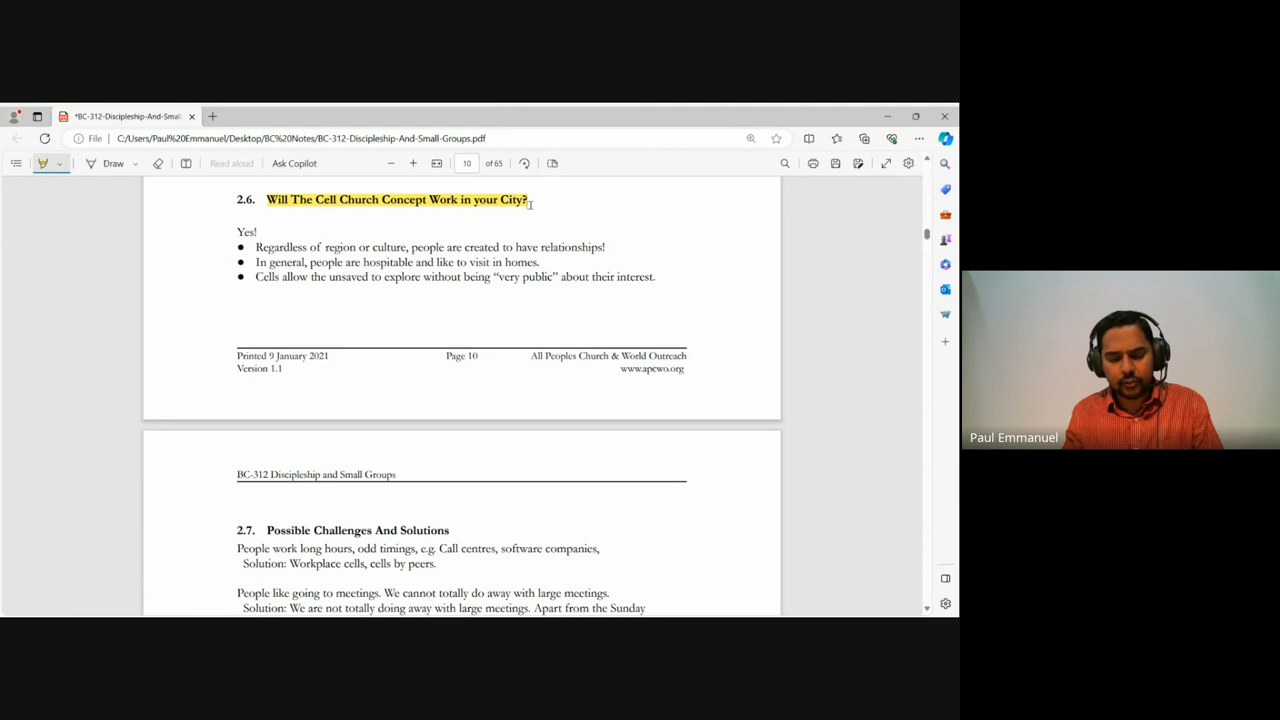 *BC-312-Discipleship-And-Small-
File C:/Users/Paul%20Emmanuel/Desktop/BC%20Notes/BC-312-Discipleship-And-Small-Groups.pdf
Draw Read aloud Ask Copilot 10 of 65
2.6. Will The Cell Church Concept Work in your City?
Yes!
● Regardless of region or culture, people are created to have relationships!
● In general, people are hospitable and like to visit in homes.
● Cells allow the unsaved to explore without being “very public” about their interest.
Printed 9 January 2021 Page 10 All Peoples Church & World Outreach
Version 1.1 www.apcwo.org
BC-312 Discipleship and Small Groups
2.7. Possible Challenges And Solutions
People work long hours, odd timings, e.g. Call centres, software companies,
Solution: Workplace cells, cells by peers.
People like going to meetings. We cannot totally do away with large meetings.
Solution: We are not totally doing away with large meetings. Apart from the Sunday
Paul Emmanuel